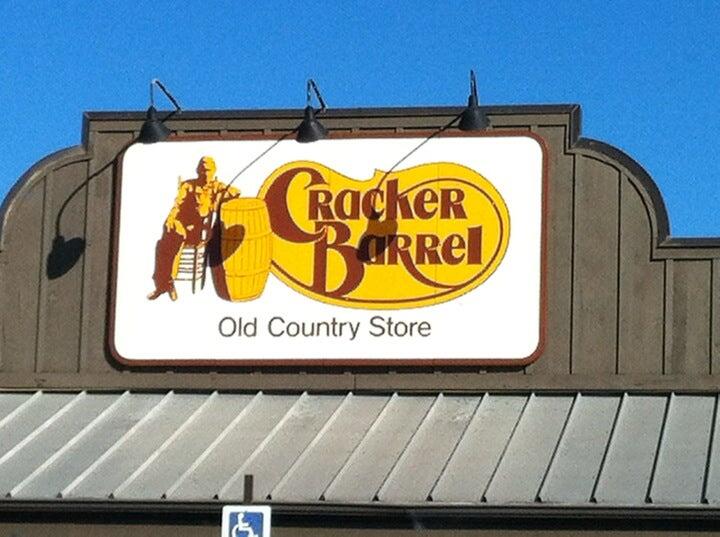 Cracker
Barrel
Old Country Store